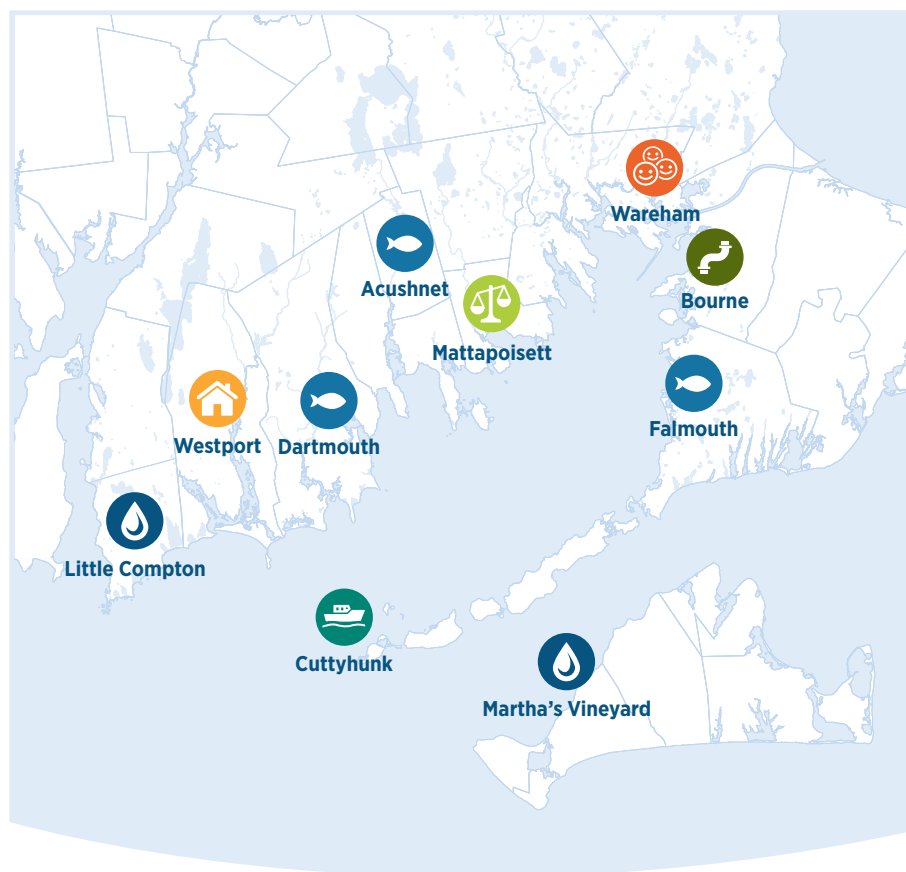 Wareham
Acushnet
Bourne
Mattapoisett
Falmouth
Westport
Dartmouth
Little Compton
Cuttyhunk
Martha's Vineyard